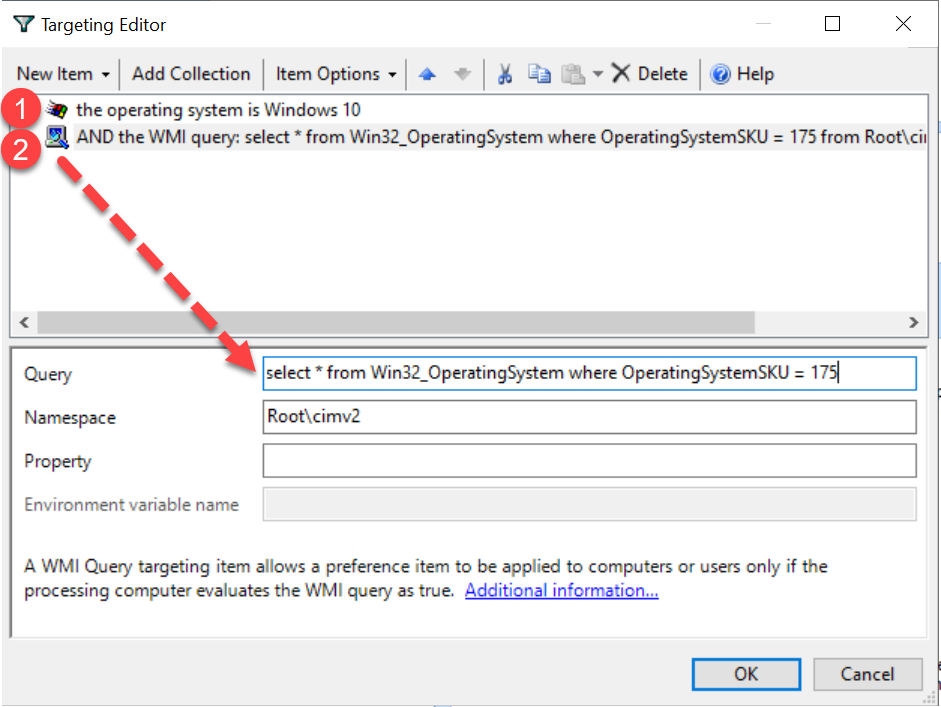 Targeting Editor
New Item Add Collection Item Options Delete Help
1 the operating system is Windows 10
2 AND the WMI query: select * from Win32_OperatingSystem where OperatingSystemSKU = 175 from Root\cim
Query select * from Win32_OperatingSystem where OperatingSystemSKU = 175
Namespace Root\cimv2
Property
Environment variable name
A WMI Query targeting item allows a preference item to be applied to computers or users only if the
processing computer evaluates the WMI query as true. Additional information...
OK Cancel